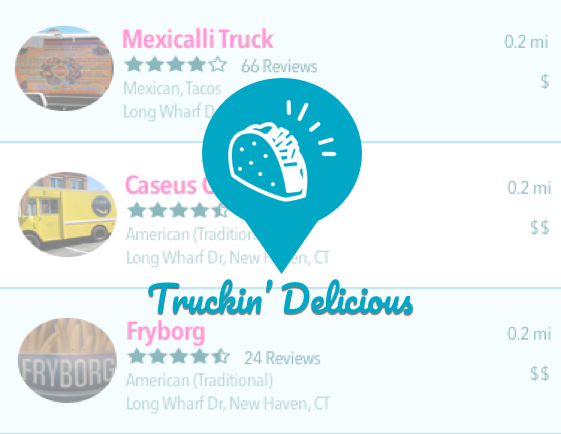 Mexicalli Truck
0.2 mi
66 Reviews
$
Mexican, Tacos
Long Wharf D
Caseus
0.2 mi
$$
American (Tradition
Long Wharf Dr, New Haven, CT
Truckin' Delicious
Fryborg
0.2 mi
24 Reviews
$$
FRYBORG
American (Traditional)
Long Wharf Dr, New Haven, CT